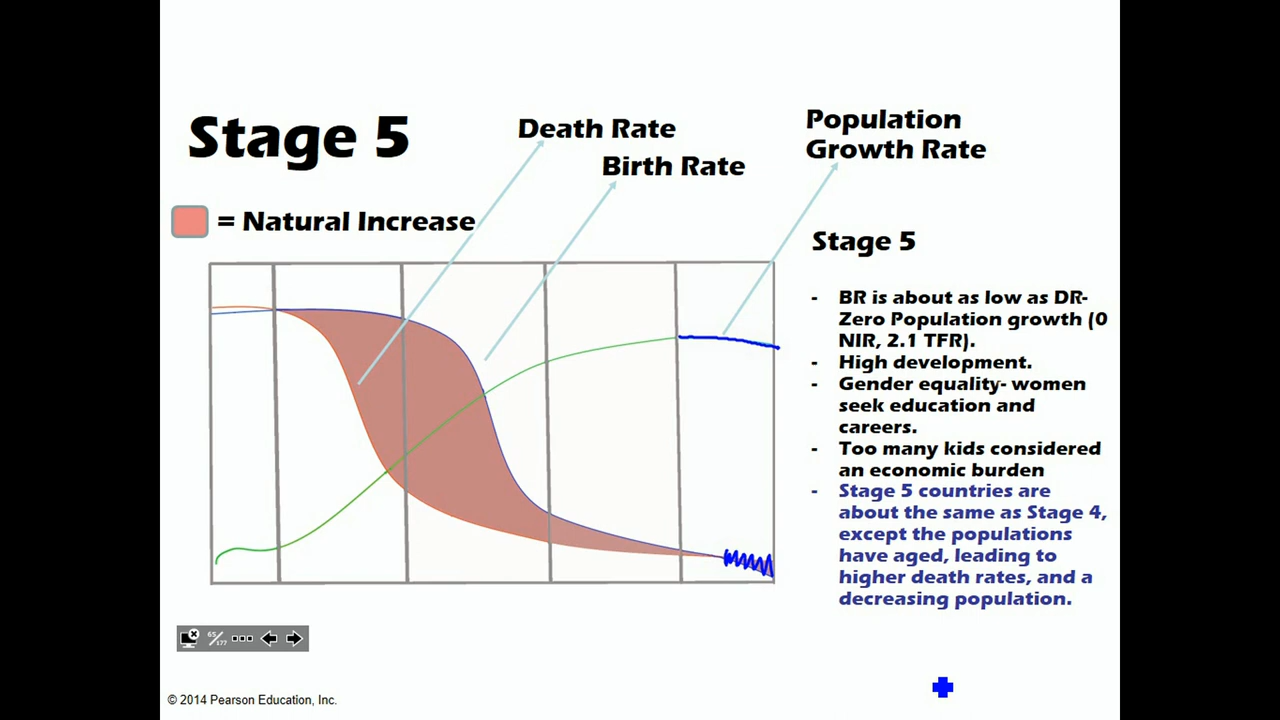 Stage 5
Death Rate
Birth Rate
Population
Growth Rate
= Natural Increase
Stage 5
- BR is about as low as DR-
Zero Population growth (0
NIR, 2.1 TFR).
- High development.
- Gender equality- women
seek education and
careers.
- Too many kids considered
an economic burden
- Stage 5 countries are
about the same as Stage 4,
except the populations
have aged, leading to
higher death rates, and a
decreasing population.
65/177
© 2014 Pearson Education, Inc.